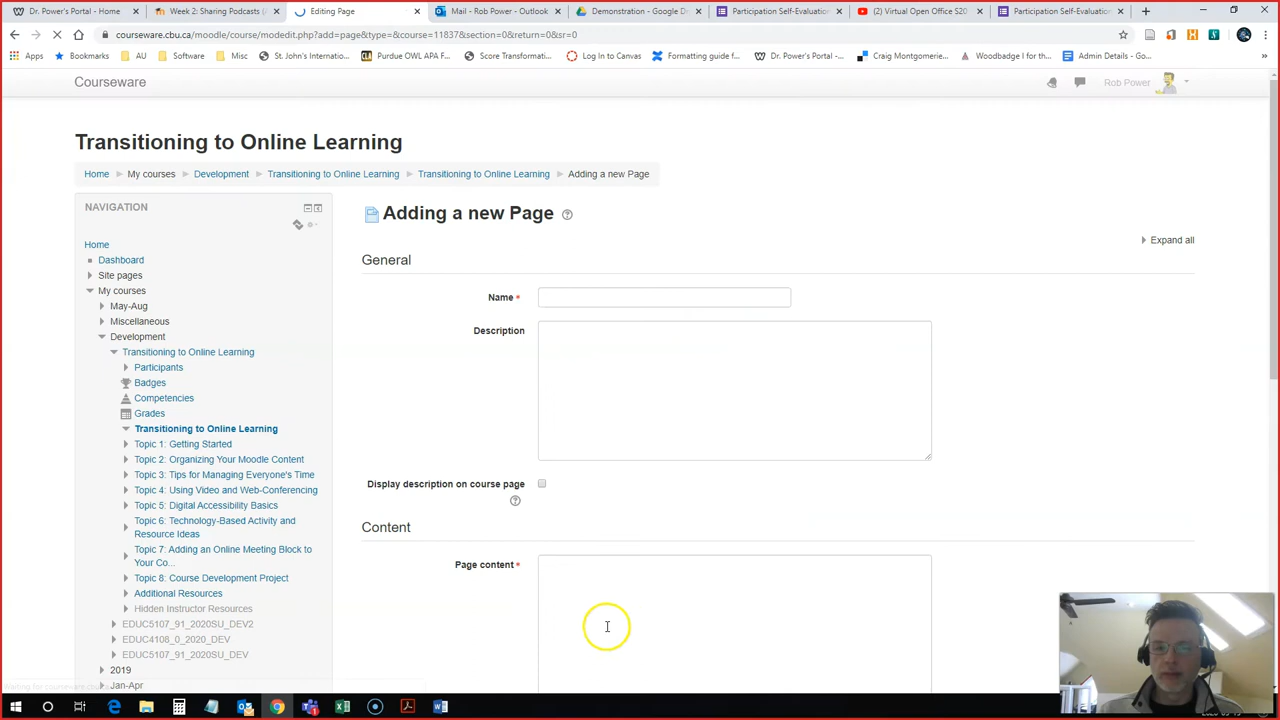 Dr. Power's Portal - Home
Week 2: Sharing Podcasts (
Editing Page
Mail - Rob Power - Outlook
Demonstration - Google D
Participation Self-Evaluation
(2) Virtual Open Office S20
Participation Self-Evaluation
courseware.cbu.ca/moodle/course/modedit.php?add=page&type=&course=11837&section=0&return=0&sr=0
Apps
Bookmarks
AU
Software
Misc
St. John's Internatio...
Purdue OWL APA F...
Score Transformatio...
Log In to Canvas
Formatting guide for...
Dr. Power's Portal -...
Craig Montgomerie...
Woodbadge I for th...
Admin Details - Go...
Courseware
Rob Power
Transitioning to Online Learning
Home
My courses
Development
Transitioning to Online Learning
Transitioning to Online Learning
Adding a new Page
NAVIGATION
Home
Dashboard
Site pages
My courses
May-Aug
Miscellaneous
Development
Transitioning to Online Learning
Participants
Badges
Competencies
Grades
Transitioning to Online Learning
Topic 1: Getting Started
Topic 2: Organizing Your Moodle Content
Topic 3: Tips for Managing Everyone's Time
Topic 4: Using Video and Web-Conferencing
Topic 5: Digital Accessibility Basics
Topic 6: Technology-Based Activity and
Resource Ideas
Topic 7: Adding an Online Meeting Block to
Your Co...
Topic 8: Course Development Project
Additional Resources
Hidden Instructor Resources
EDUC5107_91_2020SU_DEV2
EDUC4108_0_2020_DEV
EDUC5107_91_2020SU_DEV
2019
Jan-Apr
Adding a new Page
Expand all
General
Name
Description
Display description on course page
Content
Page content